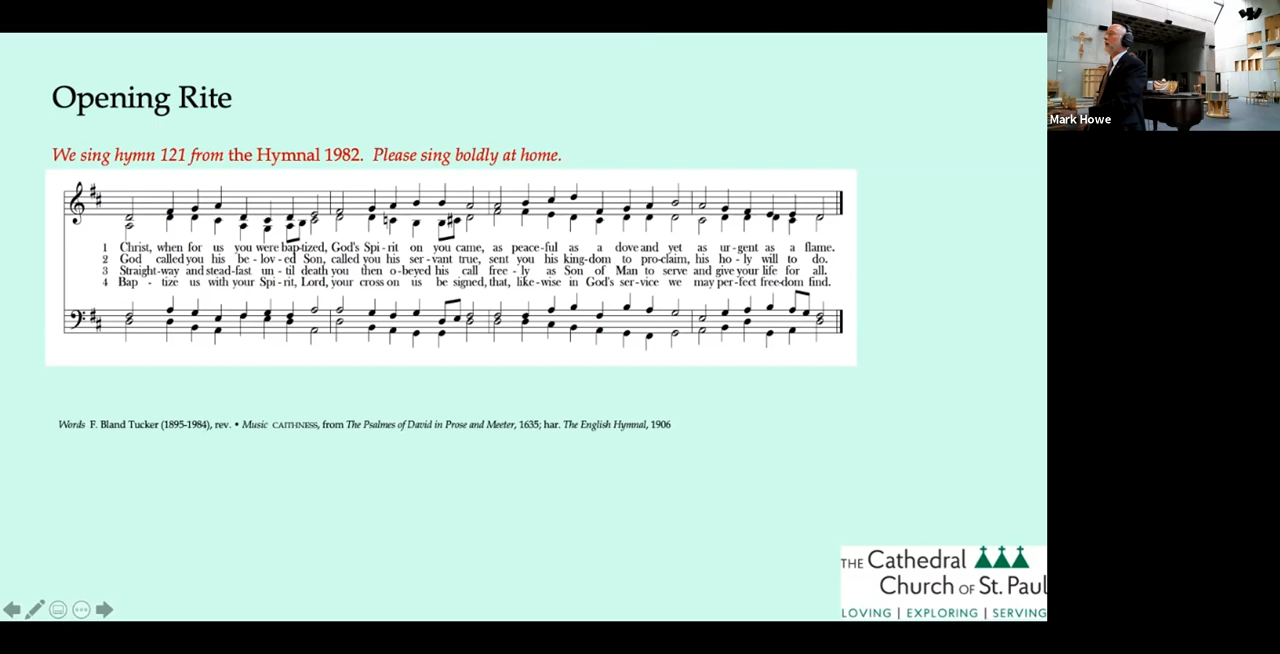 Opening Rite
We sing hymn 121 from the Hymnal 1982. Please sing boldly at home.
1 Christ, when for us you were bap-tized, God's Spi-rit on you came, as peace-ful as a dove and yet as ur-gent as a flame.
2 God called you his be-lov-ed Son, called you his ser-vant true, sent you his king-dom to pro-claim, his ho-ly will to do.
3 Straight-way and stead-fast un-til death you then o-beyed his call free-ly as Son of Man to serve and give your life for all.
4 Bap-tize us with your Spi-rit, Lord, your cross on us be signed, that, like-wise in God's ser-vice we may per-fect free-dom find.
Words F. Bland Tucker (1895-1984), rev. • Music CAITHNESS, from The Psalmes of David in Prose and Meeter, 1635; har. The English Hymnal, 1906
THE Cathedral
Church OF St. Paul
LOVING | EXPLORING | SERVING
Mark Howe